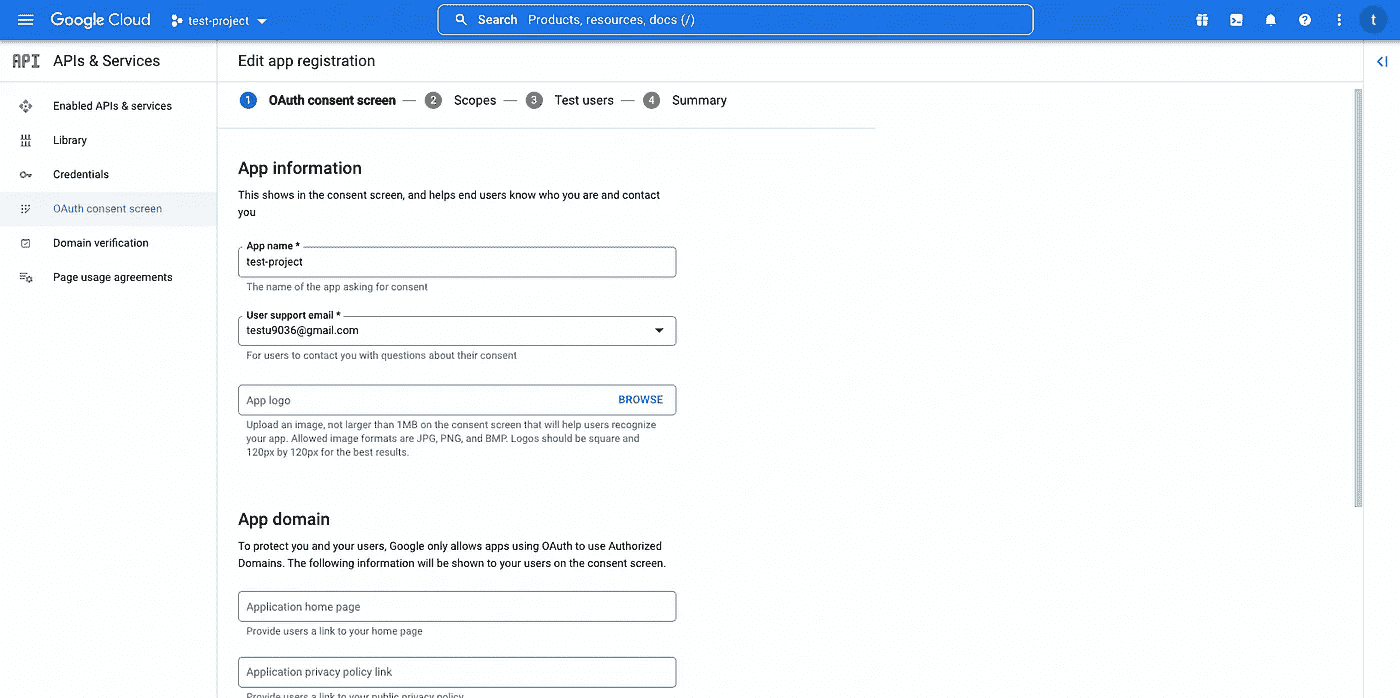 Google Cloud
test-project
Search Products, resources, docs (/)
t
API APIs & Services
Enabled APIs & services
Library
Credentials
OAuth consent screen
Domain verification
Page usage agreements
Edit app registration
1 OAuth consent screen — 2 Scopes — 3 Test users — 4 Summary
App information
This shows in the consent screen, and helps end users know who you are and contact
you
App name *
test-project
The name of the app asking for consent
User support email *
testu9036@gmail.com
For users to contact you with questions about their consent
App logo BROWSE
Upload an image, not larger than 1MB on the consent screen that will help users recognize
your app. Allowed image formats are JPG, PNG, and BMP. Logos should be square and
120px by 120px for the best results.
App domain
To protect you and your users, Google only allows apps using OAuth to use Authorized
Domains. The following information will be shown to your users on the consent screen.
Application home page
Provide users a link to your home page
Application privacy policy link
Provide users a link to your public privacy policy